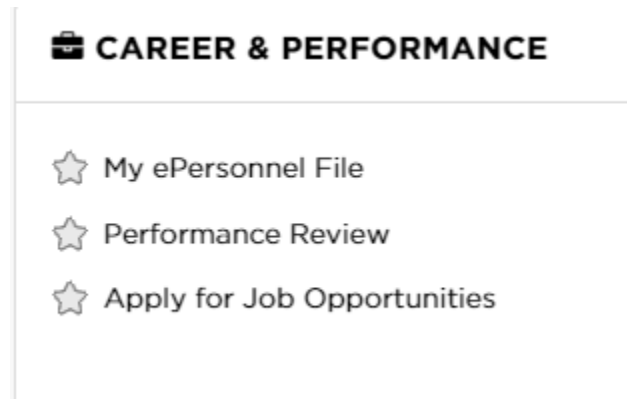 CAREER & PERFORMANCE
My ePersonnel File
Performance Review
Apply for Job Opportunities